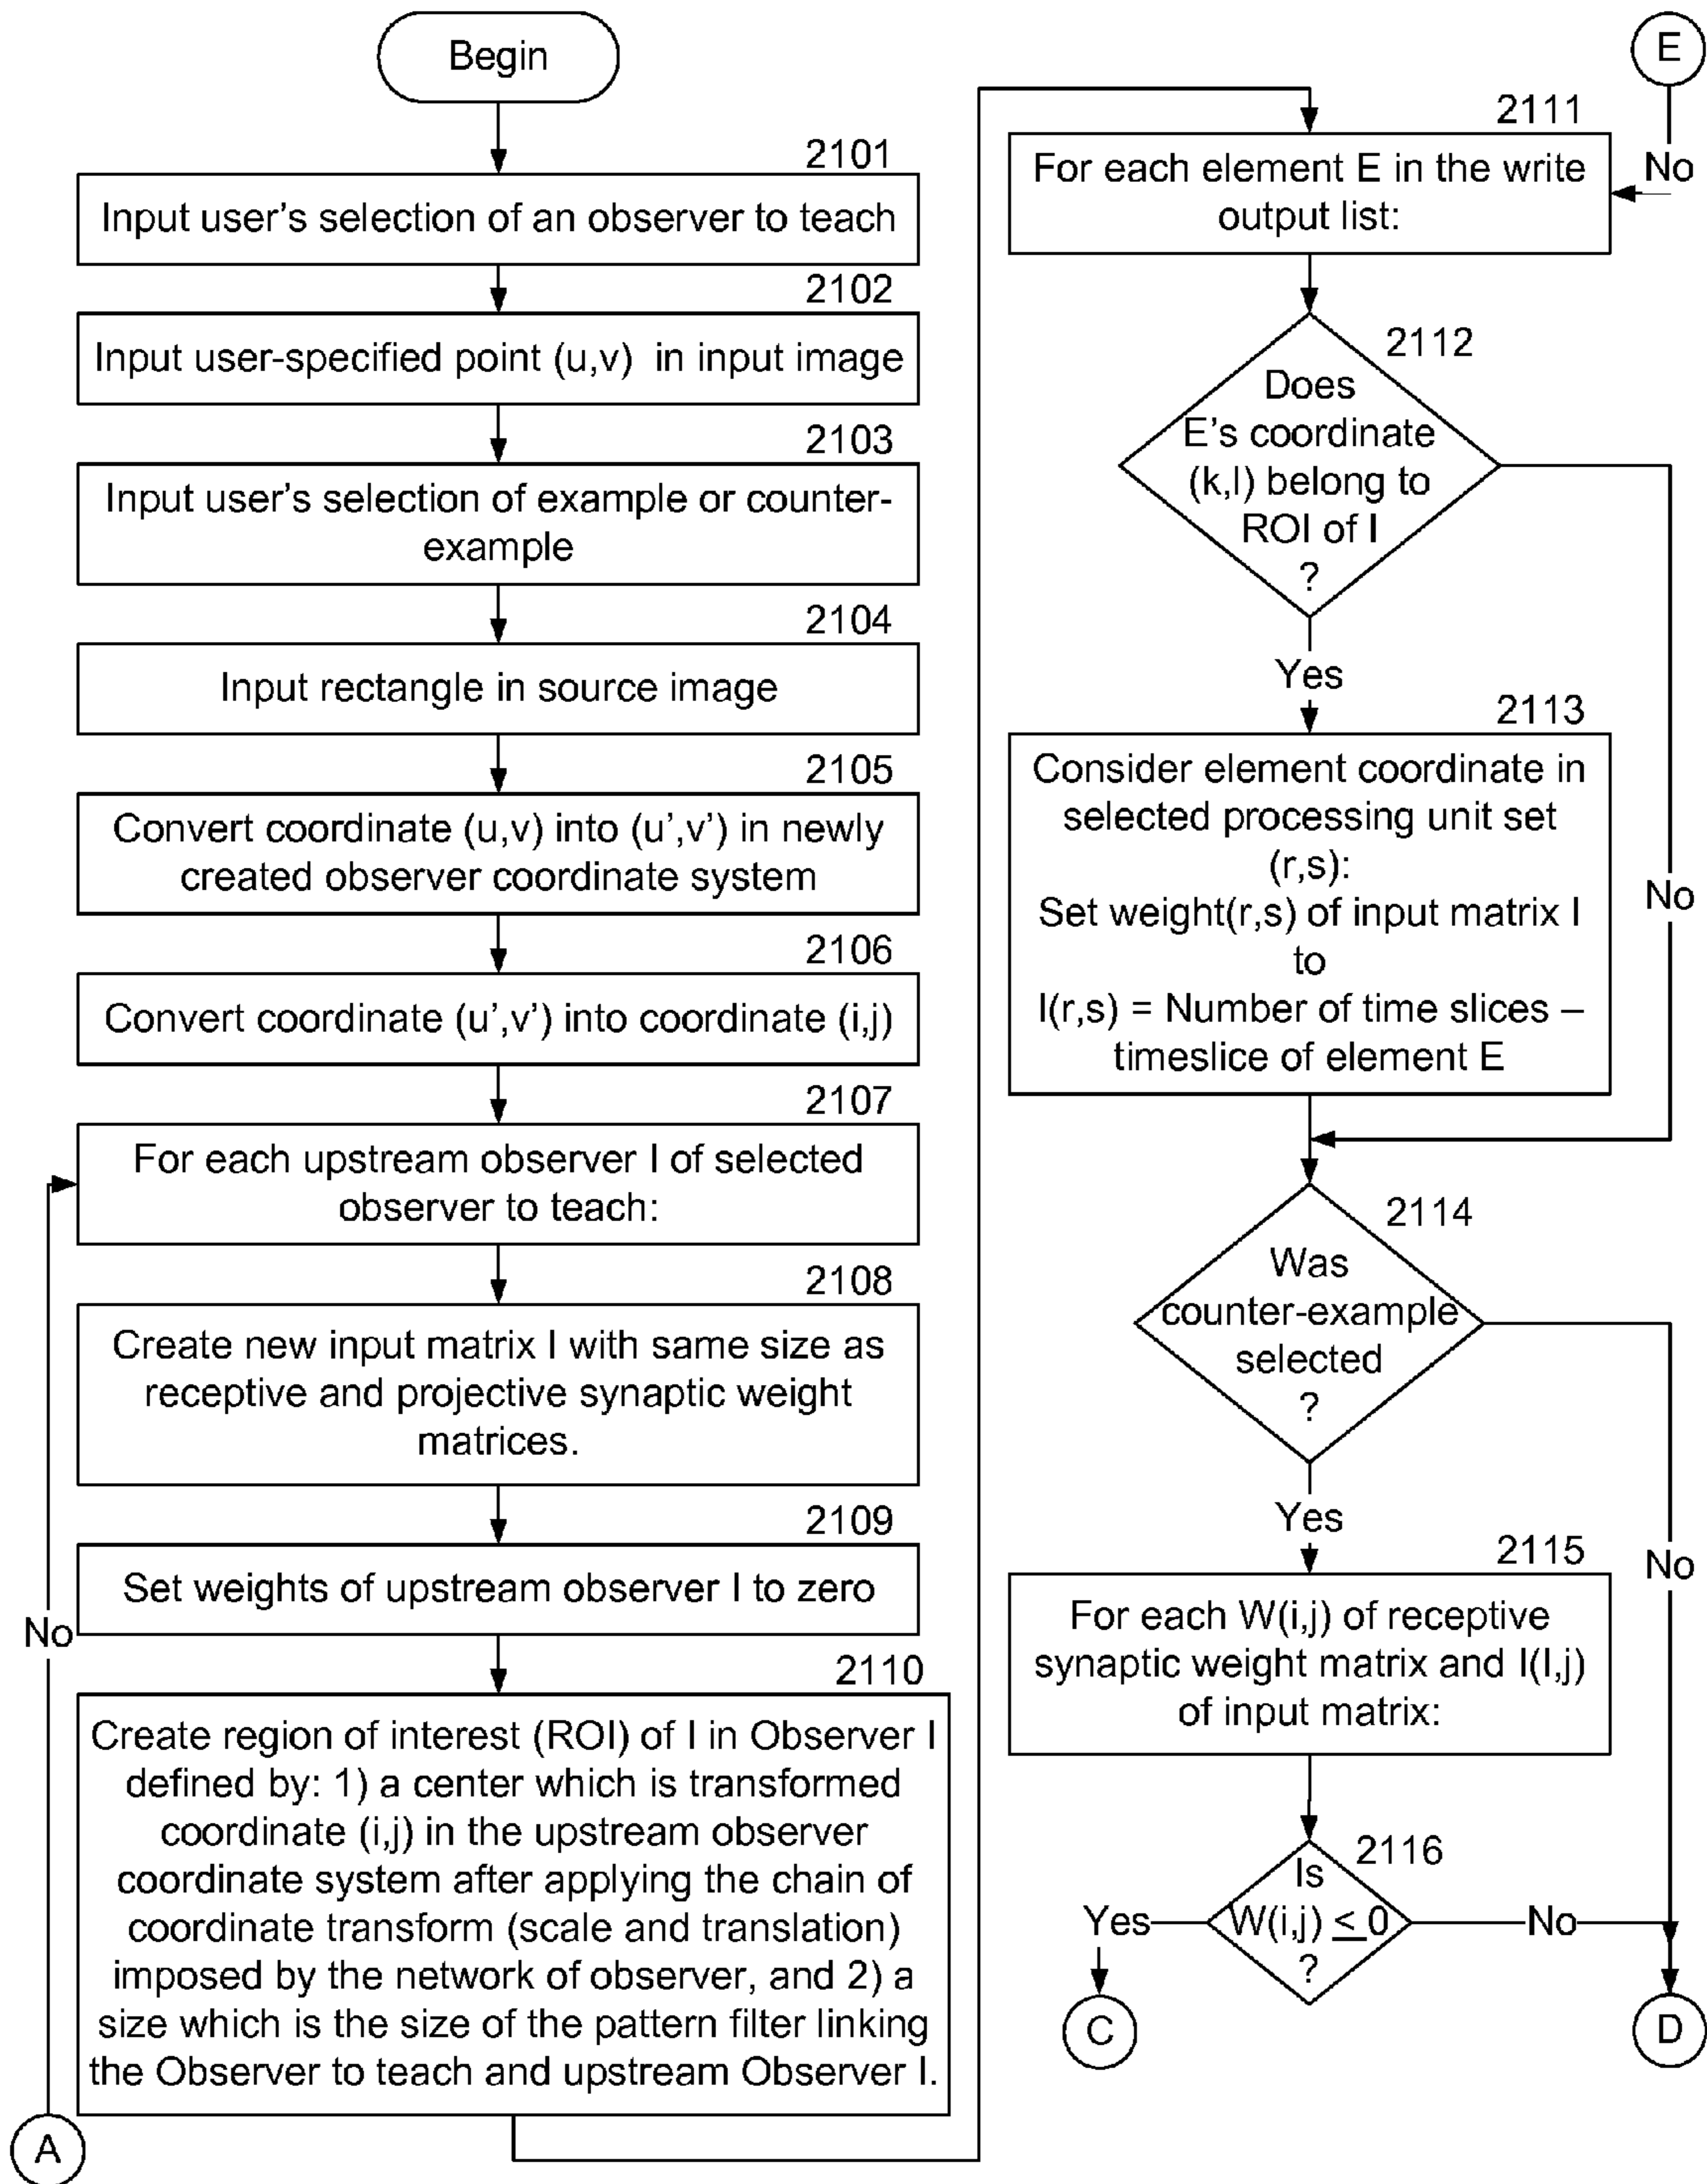 Begin
2101
Input user's selection of an observer to teach
2102
Input user-specified point (u,v) in input image
2103
Input user's selection of example or counter-
example
2104
Input rectangle in source image
2105
Convert coordinate (u,v) into (u',v') in newly
created observer coordinate system
2106
Convert coordinate (u',v') into coordinate (i,j)
2107
For each upstream observer I of selected
observer to teach:
2108
Create new input matrix I with same size as
receptive and projective synaptic weight
matrices.
2109
Set weights of upstream observer I to zero
No
2110
Create region of interest (ROI) of I in Observer I
defined by: 1) a center which is transformed
coordinate (i,j) in the upstream observer
coordinate system after applying the chain of
coordinate transform (scale and translation)
imposed by the network of observer, and 2) a
size which is the size of the pattern filter linking
the Observer to teach and upstream Observer I.
A
E
2111
No
For each element E in the write
output list:
2112
Does
E's coordinate
(k,l) belong to
ROI of I
?
Yes
No
2113
Consider element coordinate in
selected processing unit set
(r,s):
Set weight(r,s) of input matrix I
to
I(r,s) = Number of time slices –
timeslice of element E
2114
Was
counter-example
selected
?
Yes
No
2115
For each W(i,j) of receptive
synaptic weight matrix and I(I,j)
of input matrix:
2116
Is
W(i,j) ≤ 0
?
Yes
No
C
D